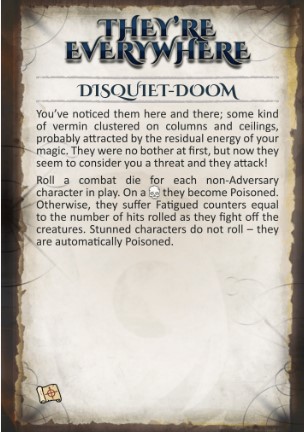 THEY'RE
EVERYWHERE
DISQUIET-DOOM
You've noticed them here and there; some kind
of vermin clustered on columns and ceilings,
probably attracted by the residual energy of your
magic. They were no bother at first, but now they
seem to consider you a threat and they attack!
Roll a combat die for each non-Adversary
character in play. On a they become Poisoned.
Otherwise, they suffer Fatigued counters equal
to the number of hits rolled as they fight off the
creatures. Stunned characters do not roll – they
are automatically Poisoned.